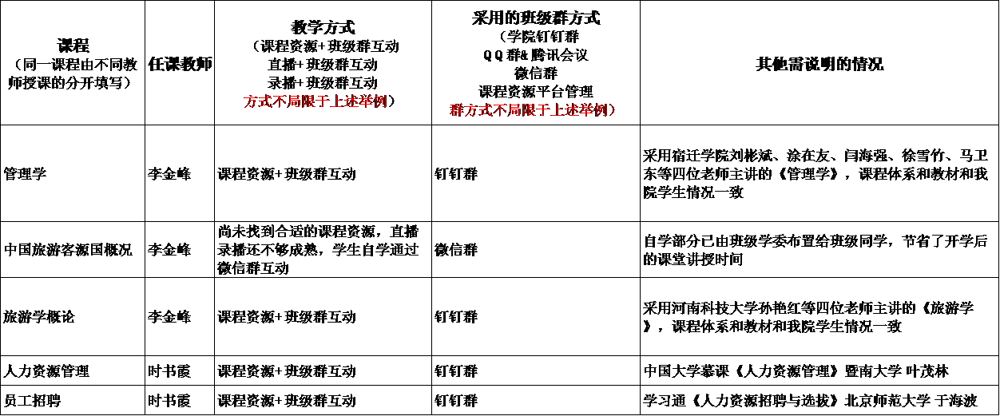 课程
（同一课程由不同教
师授课的分开填写）
任课教师
教学方式
（课程资源+班级群互动
直播+班级群互动
录播+班级群互动
方式不局限于上述举例）
采用的班级群方式
（学院钉钉群
QQ群&腾讯会议
微信群
课程资源平台管理
群方式不局限于上述举例）
其他需说明的情况
管理学
李金峰
课程资源+班级群互动
钉钉群
采用宿迁学院刘彬斌、涂在友、闫海强、徐雪竹、马卫
东等四位老师主讲的《管理学》，课程体系和教材和我
院学生情况一致
中国旅游客源国概况
李金峰
尚未找到合适的课程资源，直播
录播还不够成熟，学生自学通过
微信群互动
微信群
自学部分已由班级学委布置给班级同学，节省了开学后
的课堂讲授时间
旅游学概论
李金峰
课程资源+班级群互动
钉钉群
采用河南科技大学孙艳红等四位老师主讲的《旅游学
》，课程体系和教材和我院学生情况一致
人力资源管理
时书霞
课程资源+班级群互动
钉钉群
中国大学慕课《人力资源管理》暨南大学 叶茂林
员工招聘
时书霞
课程资源+班级群互动
钉钉群
学习通《人力资源招聘与选拔》北京师范大学 于海波